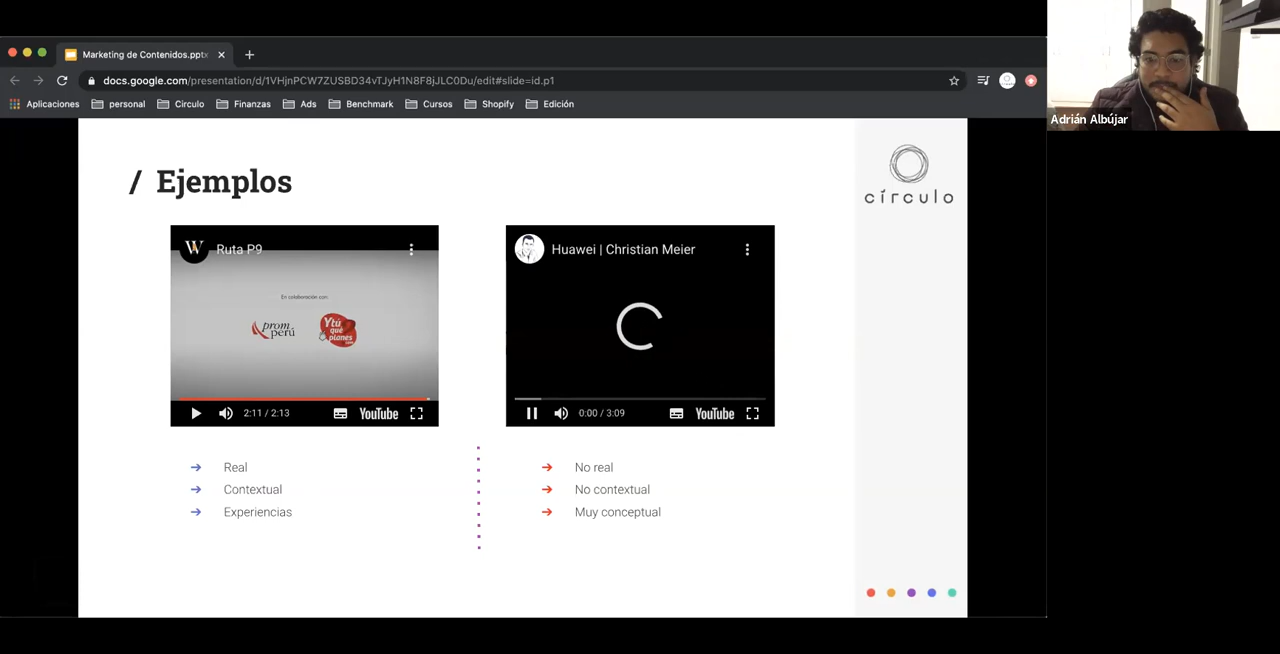 Marketing de Contenidos.pptx
docs.google.com/presentation/d/1VHjnPCW7ZUSBD34vTJyH1N8F8jJLC0Du/edit#slide=id.p1
Aplicaciones personal Círculo Finanzas Ads Benchmark Cursos Shopify Edición
Adrián Albújar
/ Ejemplos
círculo
W Ruta P9
En colaboración con:
prom perú
Y tú qué planes .com
2:11 / 2:13 YouTube
Huawei | Christian Meier
0:00 / 3:09 YouTube
Real
Contextual
Experiencias
No real
No contextual
Muy conceptual